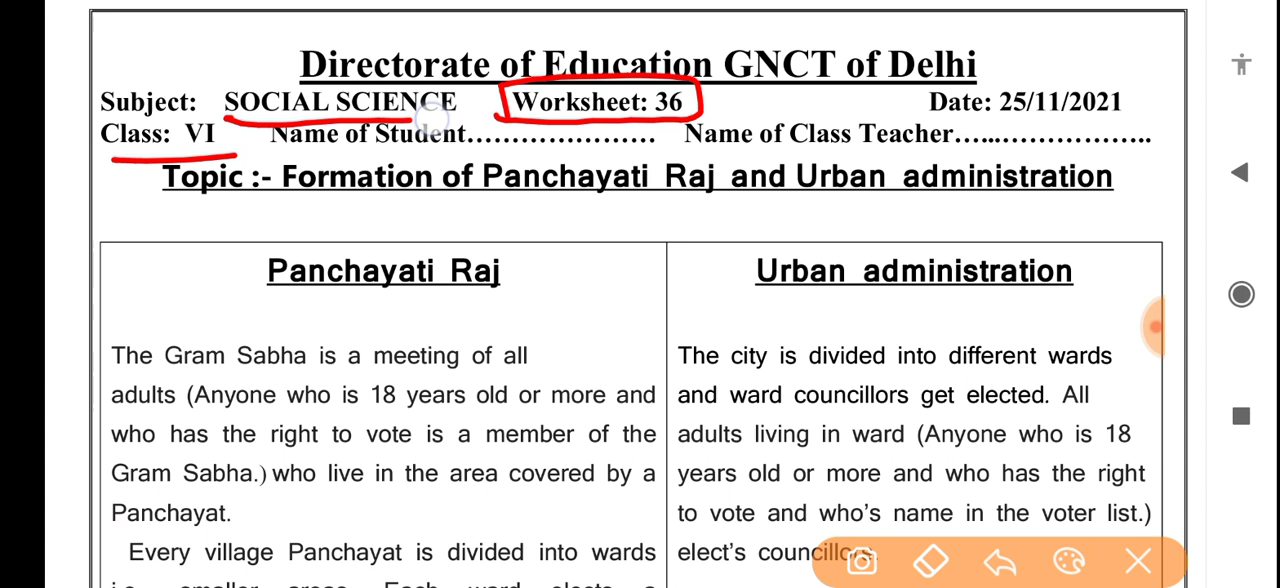 Directorate of Education GNCT of Delhi
Subject: SOCIAL SCIENCE Worksheet: 36 Date: 25/11/2021
Class: VI Name of Student..................... Name of Class Teacher......................
Topic :- Formation of Panchayati Raj and Urban administration
Panchayati Raj
The Gram Sabha is a meeting of all
adults (Anyone who is 18 years old or more and
who has the right to vote is a member of the
Gram Sabha.) who live in the area covered by a
Panchayat.
Every village Panchayat is divided into wards
Urban administration
The city is divided into different wards
and ward councillors get elected. All
adults living in ward (Anyone who is 18
years old or more and who has the right
to vote and who's name in the voter list.)
elect's councillors.